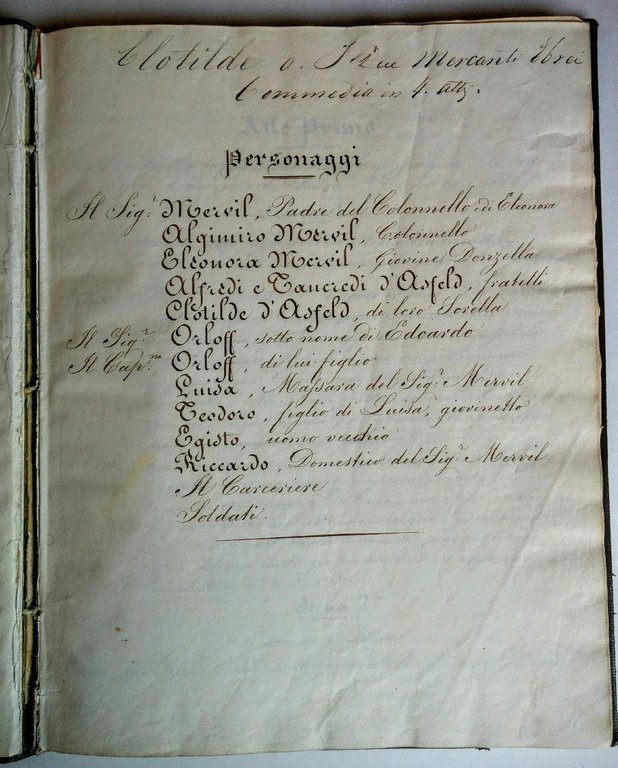 Clotilde o. I Due Mercanti Ebrei
Commedia in 4. atti.
Personaggi
Il Sig.r Mervil, Padre del Colonnello e di Eleonora
Algimiro Mervil, Colonnello
Eleonora Mervil, Giovine Donzella
Alfredi e Tancredi d'Asfeld, fratelli
Clotilde d'Asfeld, di loro Sorella
Il Sig.r Orloff, sotto nome di Edoardo
Il Cap.no Orloff, di lui figlio
Luisa, Massara del Sig.r Mervil
Teodoro, figlio di Luisa, giovinetto
Egisto, uomo vecchio
Riccardo, Domestico del Sig.r Mervil
Il Carceriere
Soldati.